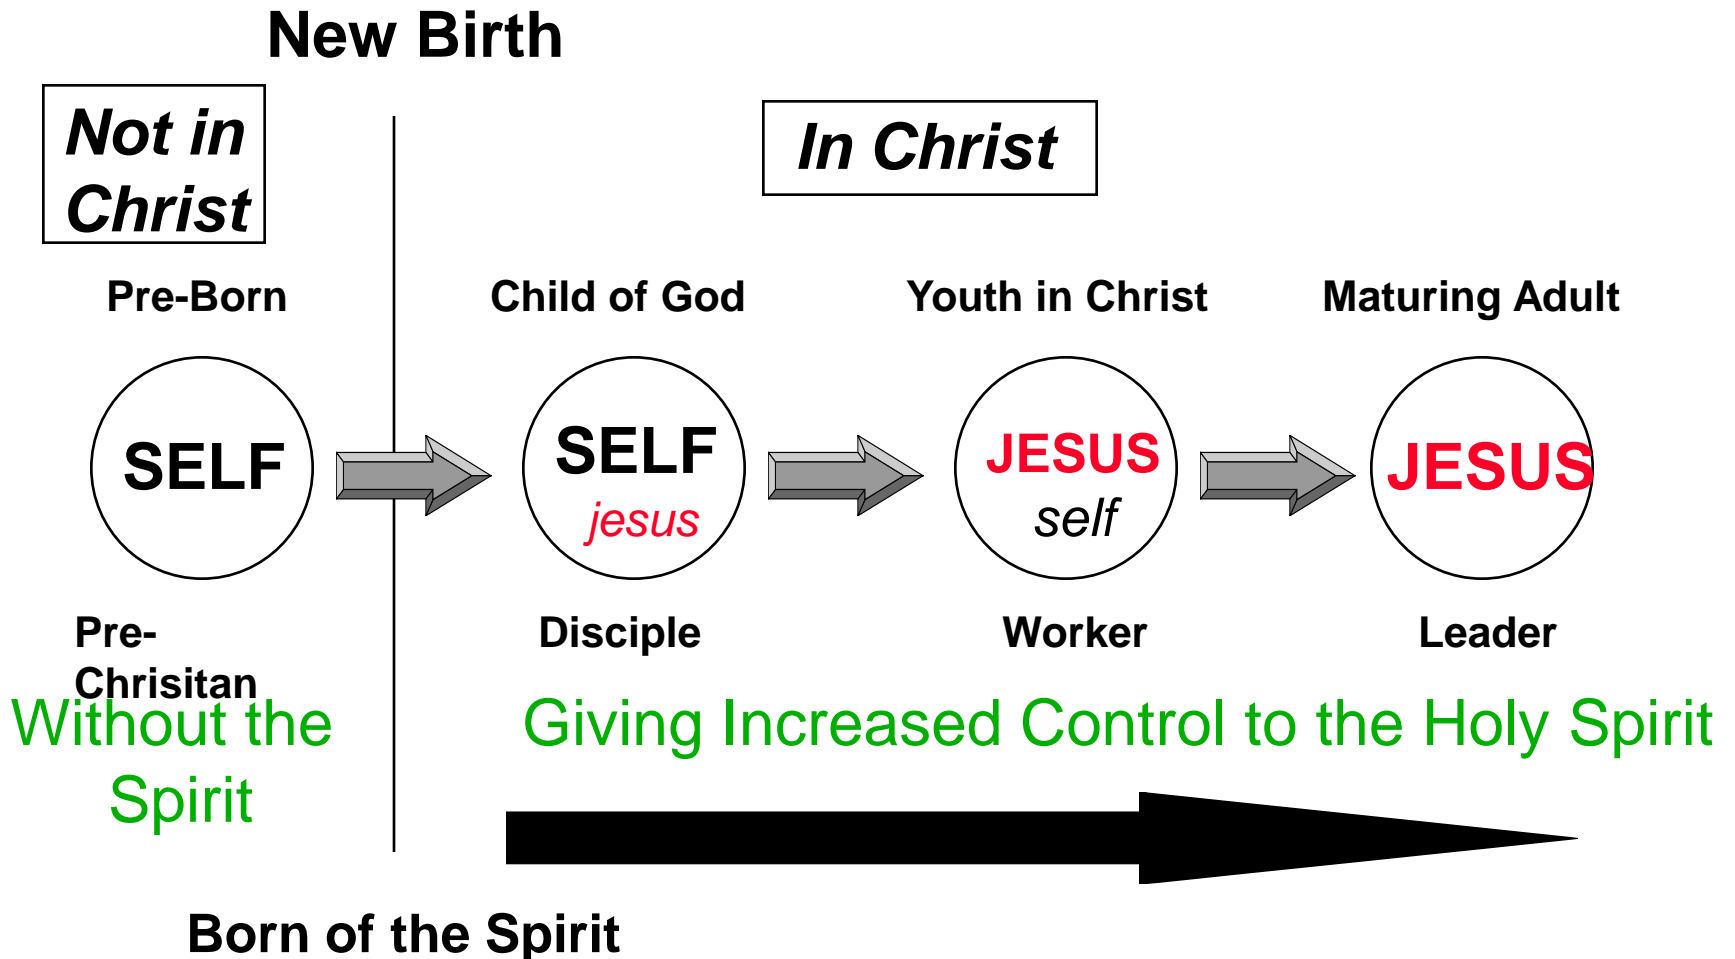 New Birth
Not in
Christ
In Christ
Pre-Born
Child of God
Youth in Christ
Maturing Adult
SELF
SELF
jesus
JESUS
self
JESUS
Pre-
Chrisitan
Disciple
Worker
Leader
Without the
Spirit
Giving Increased Control to the Holy Spirit
Born of the Spirit